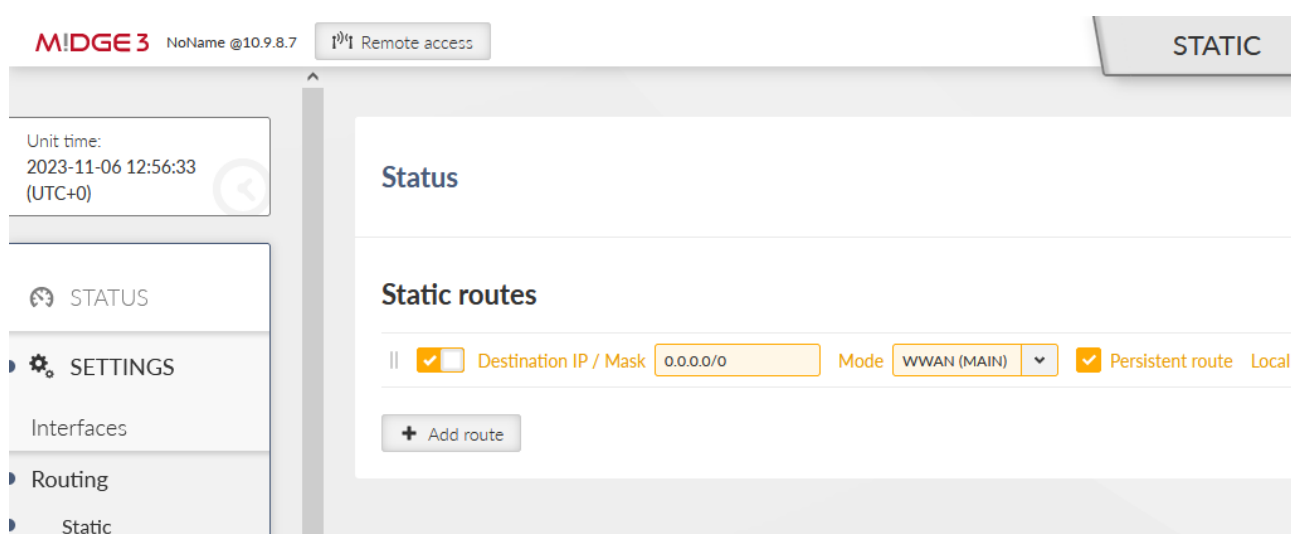 M!DGE 3 NoName @10.9.8.7 Remote access STATIC
Unit time:
2023-11-06 12:56:33
(UTC+0)
Status
STATUS
Static routes
Destination IP / Mask 0.0.0.0/0 Mode WWAN (MAIN) Persistent route Local
SETTINGS
Interfaces
Add route
Routing
Static